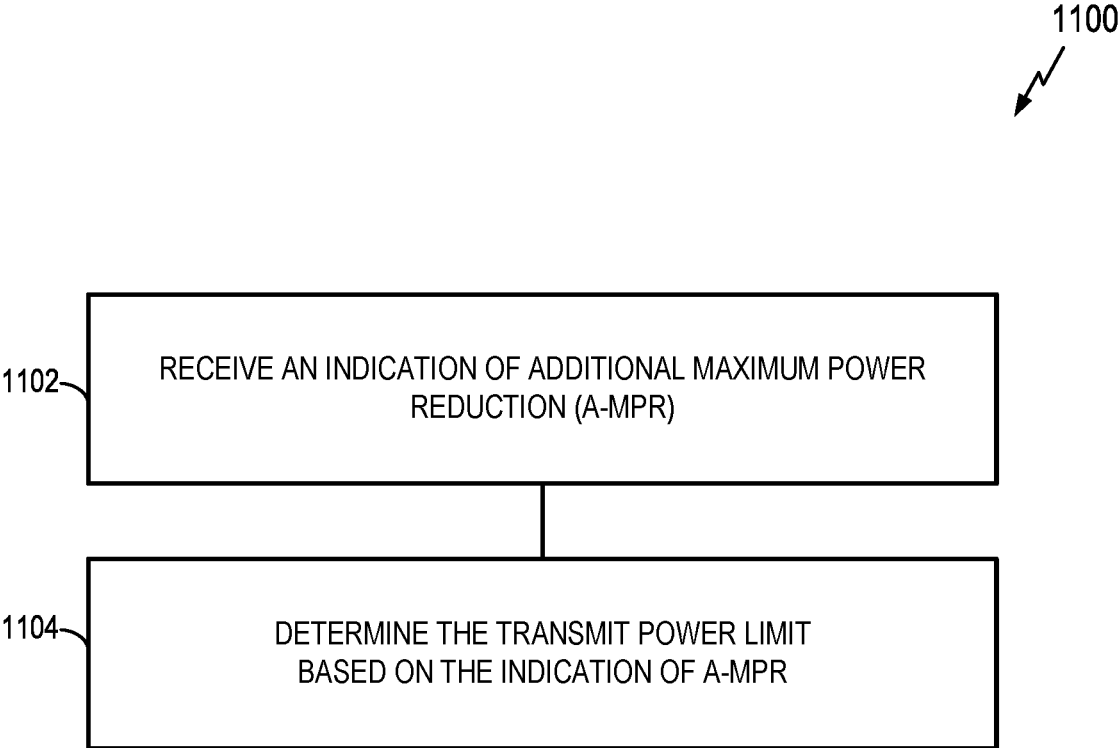 1100
1102
RECEIVE AN INDICATION OF ADDITIONAL MAXIMUM POWER
REDUCTION (A-MPR)
1104
DETERMINE THE TRANSMIT POWER LIMIT
BASED ON THE INDICATION OF A-MPR